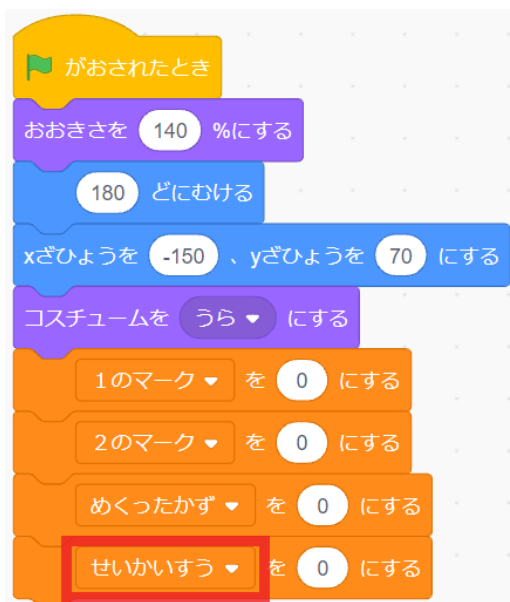 がおされたとき
おおきさを 140 %にする
180 どにむける
xざひょうを -150 、yざひょうを 70 にする
コスチュームを うら にする
1のマーク を 0 にする
2のマーク を 0 にする
めくったかず を 0 にする
せいかいすう を 0 にする